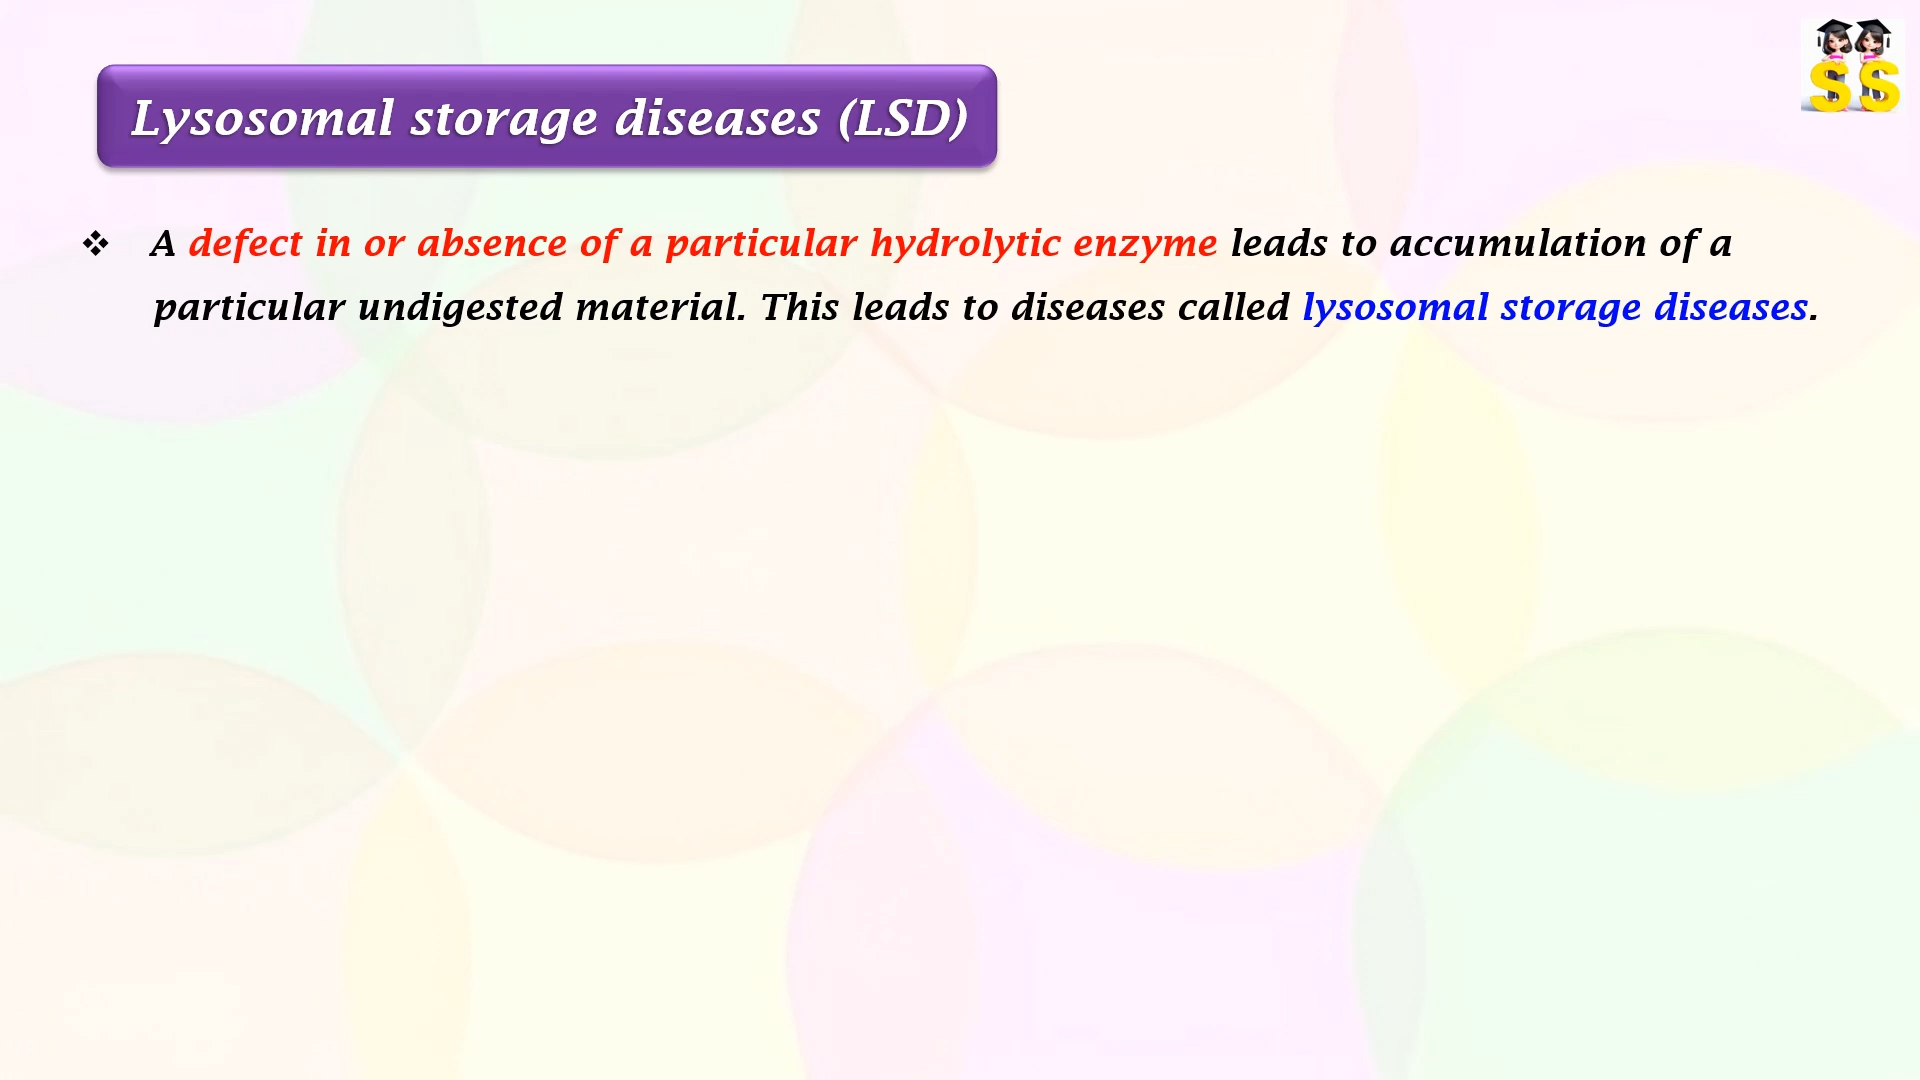 Lysosomal storage diseases (LSD)
SS
❖ A defect in or absence of a particular hydrolytic enzyme leads to accumulation of a
particular undigested material. This leads to diseases called lysosomal storage diseases.